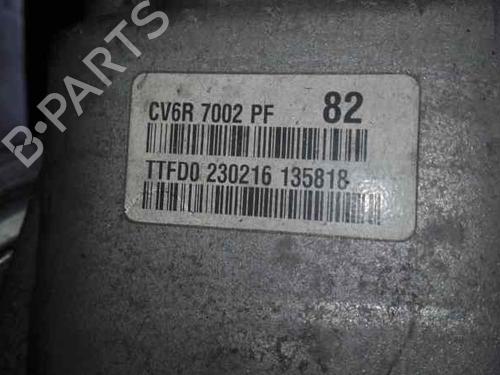 B-PARTS
CV6R 7002 PF 82
TTFD0 230216 135818